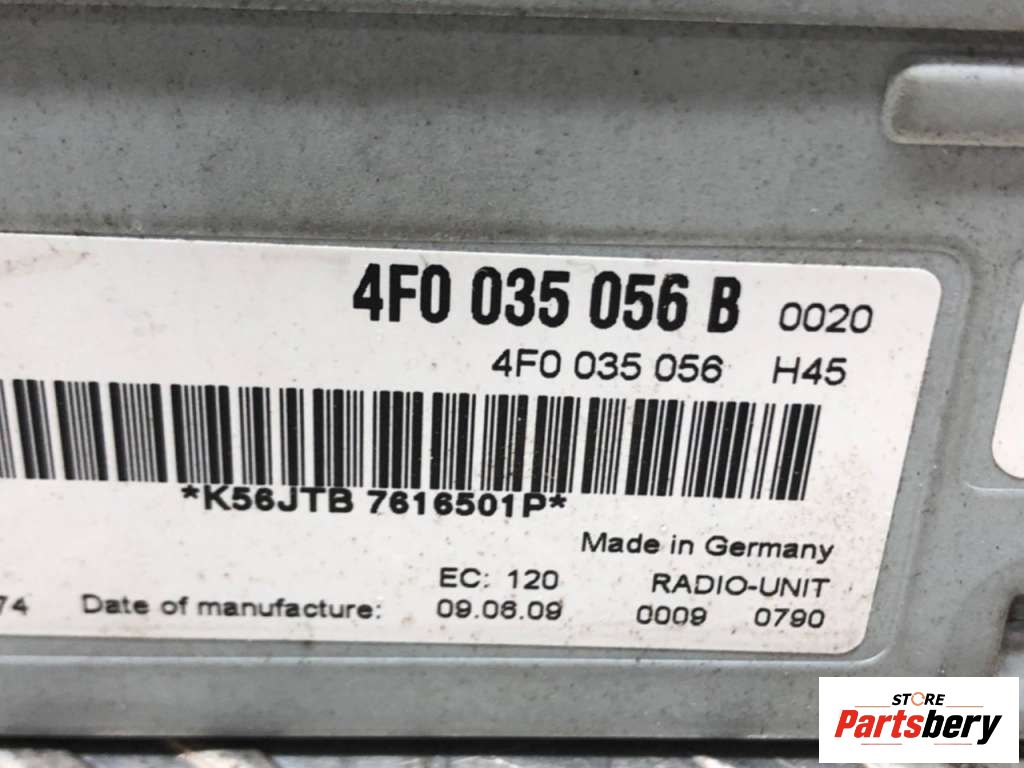 4F0 035 056 B 0020
4F0 035 056 H45
*K56JTB 7616501P*
Made in Germany
EC: 120 RADIO-UNIT
74 Date of manufacture: 09.06.09 0009 0790
STORE
Partsbery